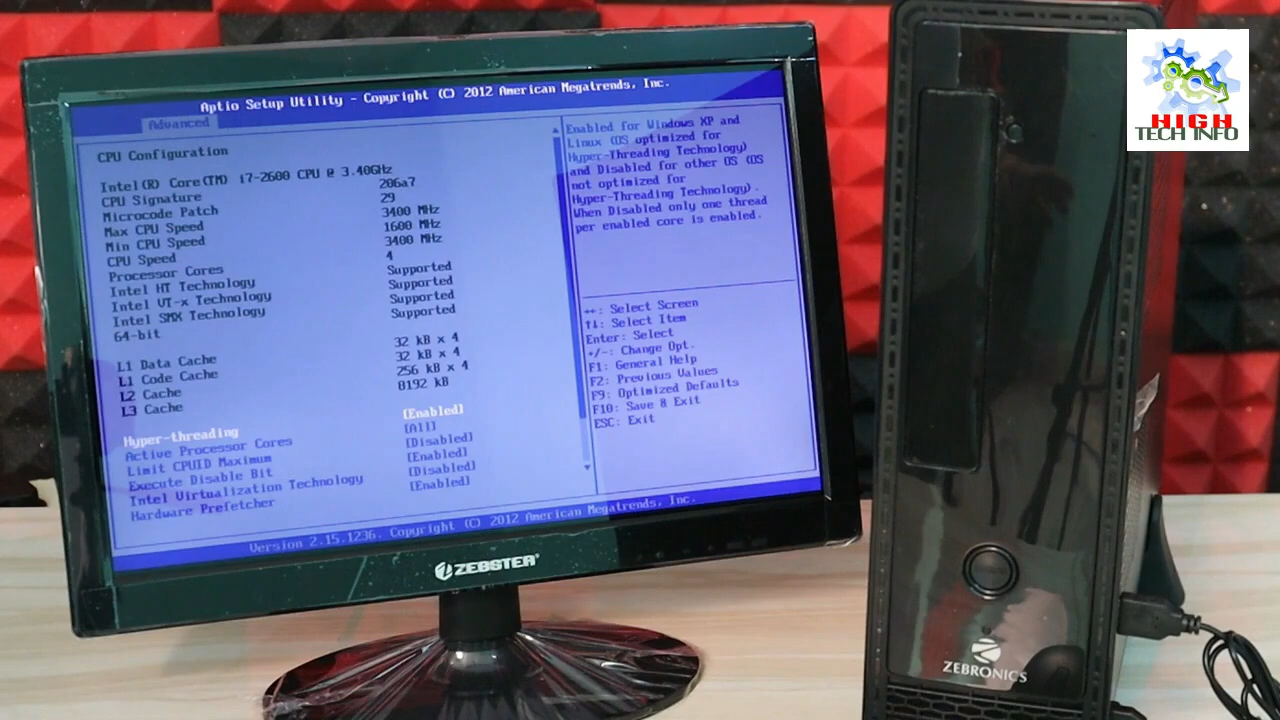 Aptio Setup Utility - Copyright (C) 2012 American Megatrends, Inc.
Advanced
CPU Configuration
Intel(R) Core(TM) i7-2600 CPU @ 3.40GHz
CPU Signature 206a7
Microcode Patch 29
Max CPU Speed 3400 MHz
Min CPU Speed 1600 MHz
CPU Speed 3400 MHz
Processor Cores 4
Intel HT Technology Supported
Intel VT-x Technology Supported
Intel SMX Technology Supported
64-bit Supported
L1 Data Cache 32 kB x 4
L1 Code Cache 32 kB x 4
L2 Cache 256 kB x 4
L3 Cache 8192 kB
Hyper-threading [Enabled]
Active Processor Cores [All]
Limit CPUID Maximum [Disabled]
Execute Disable Bit [Enabled]
Intel Virtualization Technology [Disabled]
Hardware Prefetcher [Enabled]
Enabled for Windows XP and
Linux (OS optimized for
Hyper-Threading Technology)
and Disabled for other OS (OS
not optimized for
Hyper-Threading Technology).
When Disabled only one thread
per enabled core is enabled.
↔: Select Screen
↑↓: Select Item
Enter: Select
+/-: Change Opt.
F1: General Help
F2: Previous Values
F9: Optimized Defaults
F10: Save & Exit
ESC: Exit
Version 2.15.1236. Copyright (C) 2012 American Megatrends, Inc.
ZEBSTER
ZEBRONICS
HIGH
TECH INFO